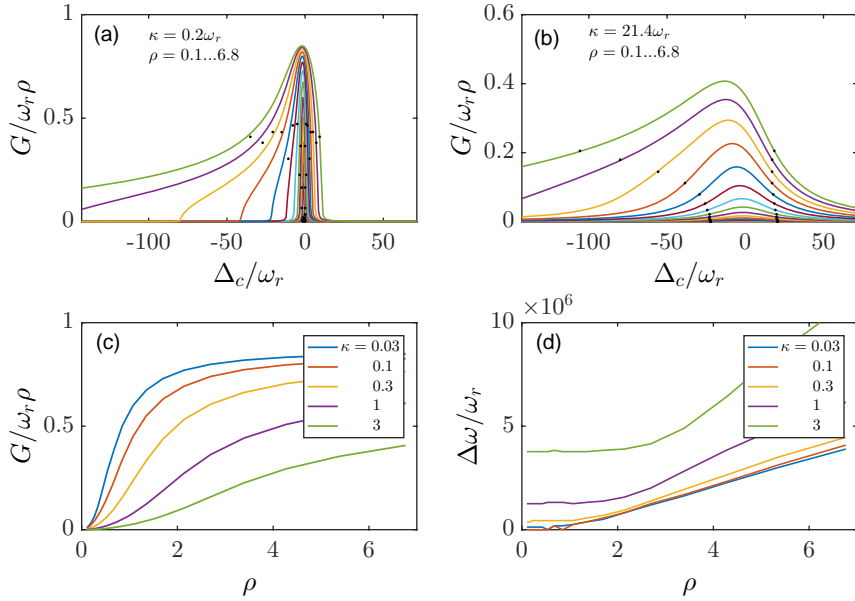 (a)
κ = 0.2ω_r
ρ = 0.1...6.8
G/ω_rρ
1
0.5
0
-100
-50
0
50
Δ_c/ω_r
(b)
κ = 21.4ω_r
ρ = 0.1...6.8
G/ω_rρ
0.6
0.4
0.2
0
-100
-50
0
50
Δ_c/ω_r
(c)
κ = 0.03
0.1
0.3
1
3
G/ω_rρ
1
0.5
0
0
2
4
6
ρ
×10^6
(d)
κ = 0.03
0.1
0.3
1
3
Δω/ω_r
10
5
0
0
2
4
6
ρ